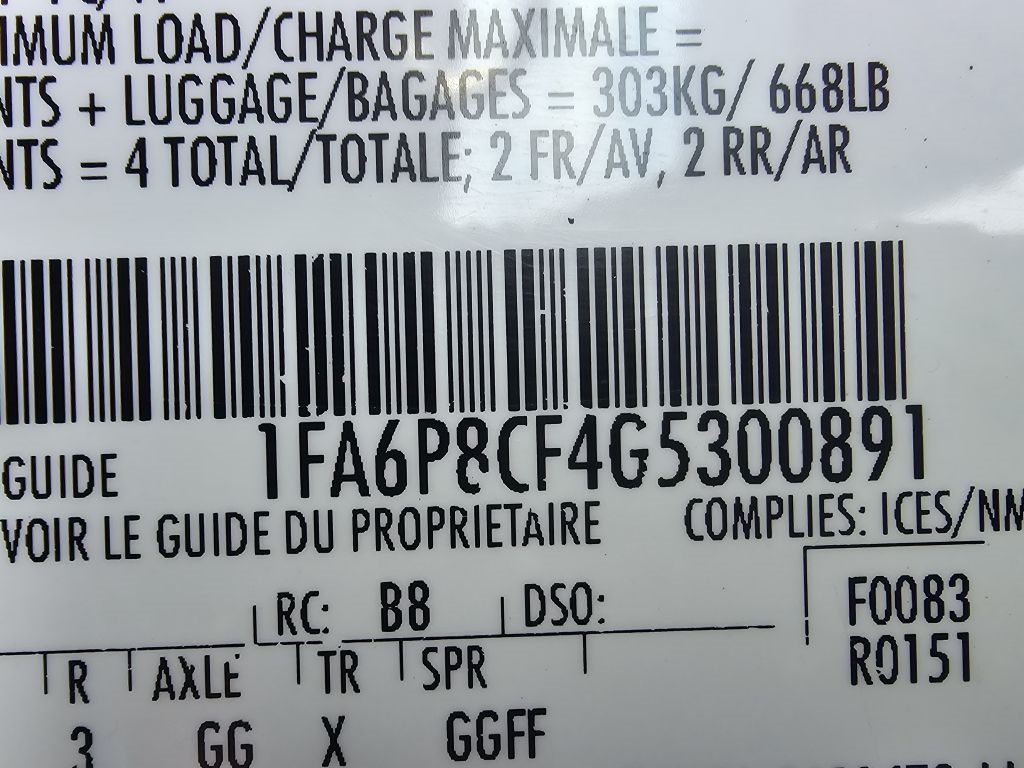 IMUM LOAD/CHARGE MAXIMALE =
NTS + LUGGAGE/BAGAGES = 303KG/ 668LB
NTS = 4 TOTAL/TOTALE; 2 FR/AV, 2 RR/AR
1FA6P8CF4G5300891
GUIDE
VOIR LE GUIDE DU PROPRIETAIRE COMPLIES: ICES/NM
RC: B8 DSO: F0083
R AXLE TR SPR R0151
3 GG X GGFF